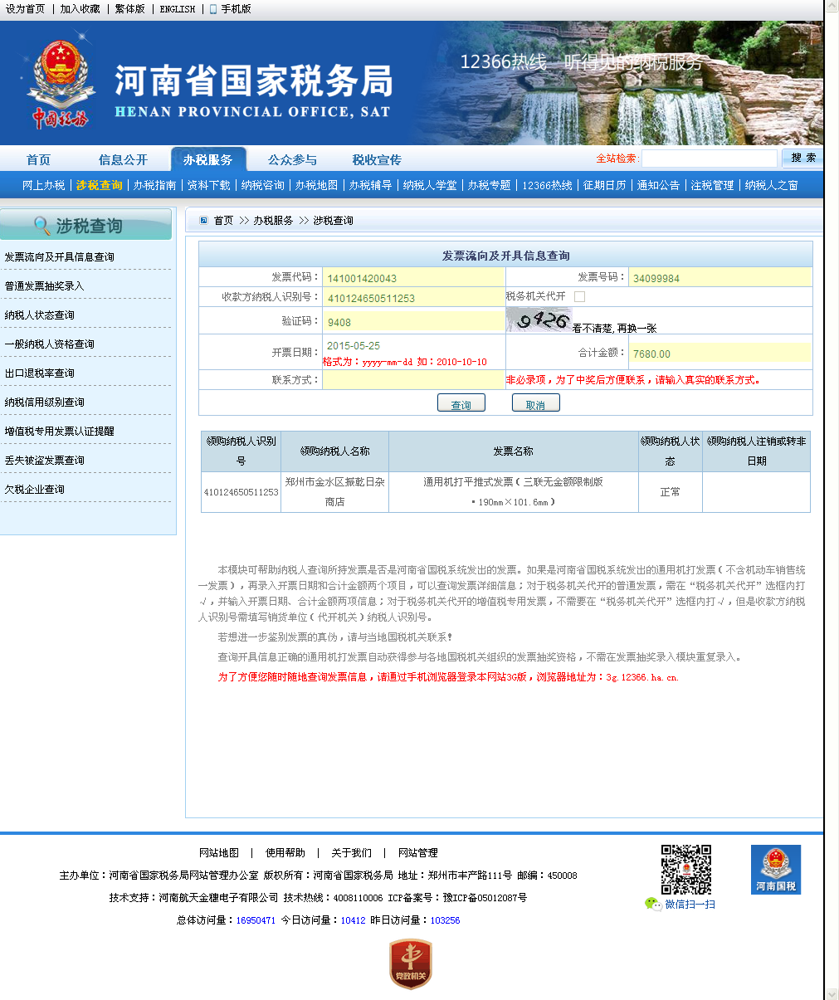 设为首页 | 加入收藏 | 繁体版 | ENGLISH | 手机版
河南省国家税务局
HENAN PROVINCIAL OFFICE, SAT
中国税务
12366热线 听得见的纳税服务
首页 信息公开 办税服务 公众参与 税收宣传 全站检索: 搜 索
网上办税 | 涉税查询 | 办税指南 | 资料下载 | 纳税咨询 | 办税地图 | 办税辅导 | 纳税人学堂 | 办税专题 | 12366热线 | 征期日历 | 通知公告 | 注税管理 | 纳税人之窗
涉税查询
发票流向及开具信息查询
普通发票抽奖录入
纳税人状态查询
一般纳税人资格查询
出口退税率查询
纳税信用级别查询
增值税专用发票认证提醒
丢失被盗发票查询
欠税企业查询
首页 >> 办税服务 >> 涉税查询
发票流向及开具信息查询
发票代码: 141001420043 发票号码: 34099984
收款方纳税人识别号: 410124650511253 税务机关代开
验证码: 9408 9426 看不清楚,再换一张
开票日期: 2015-05-25 合计金额: 7680.00
格式为:yyyy-mm-dd 如:2010-10-10
联系方式: 非必录项,为了中奖后方便联系,请输入真实的联系方式。
查询 取消
领购纳税人识别号 领购纳税人名称 发票名称 领购纳税人状态 领购纳税人注销或转非日期
410124650511253 郑州市金水区振乾日杂商店 通用机打平推式发票(三联无金额限制版·190mm×101.6mm) 正常
本模块可帮助纳税人查询所持发票是否是河南省国税系统发出的发票。如果是河南省国税系统发出的通用机打发票(不含机动车销售统
一发票),再录入开票日期和合计金额两个项目,可以查询发票详细信息;对于税务机关代开的普通发票,需在“税务机关代开”选框内打
√,并输入开票日期、合计金额两项信息;对于税务机关代开的增值税专用发票,不需要在“税务机关代开”选框内打√,但是收款方纳税
人识别号需填写销货单位(代开机关)纳税人识别号。
若想进一步鉴别发票的真伪,请与当地国税机关联系!
查询开具信息正确的通用机打发票自动获得参与各地国税机关组织的发票抽奖资格,不需在发票抽奖录入模块重复录入。
为了方便您随时随地查询发票信息,请通过手机浏览器登录本网站3G版,浏览器地址为:3g.12366.ha.cn.
网站地图 | 使用帮助 | 关于我们 | 网站管理
主办单位:河南省国家税务局网站管理办公室 版权所有:河南省国家税务局 地址:郑州市丰产路111号 邮编:450008
技术支持:河南航天金穗电子有限公司 技术热线:4008110006 ICP备案号:豫ICP备05012087号
总体访问量:16950471 今日访问量:10412 昨日访问量:103256
微信扫一扫
河南国税
党政机关